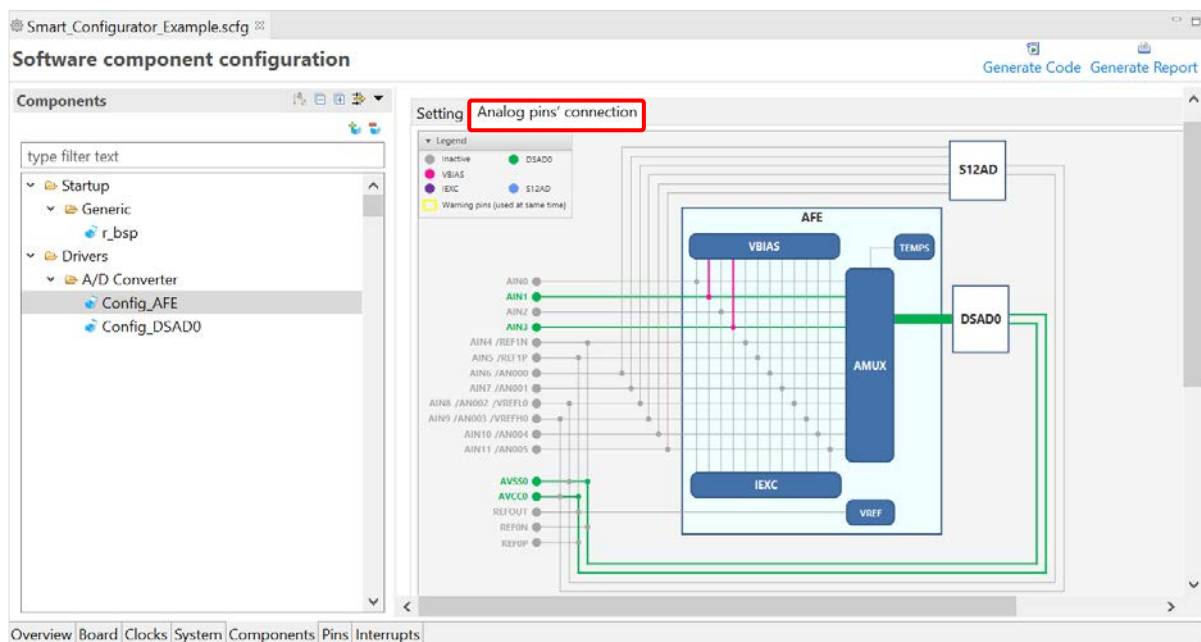 Smart_Configurator_Example.scfg
Software component configuration
Generate Code Generate Report
Components
type filter text
Startup
Generic
r_bsp
Drivers
A/D Converter
Config_AFE
Config_DSAD0
Setting Analog pins' connection
Legend
Inactive DSAD0
VBIAS
IEXC S12AD
Warning pins (used at same time)
S12AD
AFE
VBIAS
TEMPS
AIN0
AIN1
AIN2
AIN3
AIN4 /REF1N
AIN5 /REF1P
AIN6 /AN000
AIN7 /AN001
AIN8 /AN002 /VREFL0
AIN9 /AN003 /VREFH0
AIN10 /AN004
AIN11 /AN005
DSAD0
AMUX
AVSS0
AVCC0
REFOUT
REF0N
REF0P
IEXC
VREF
Overview Board Clocks System Components Pins Interrupts